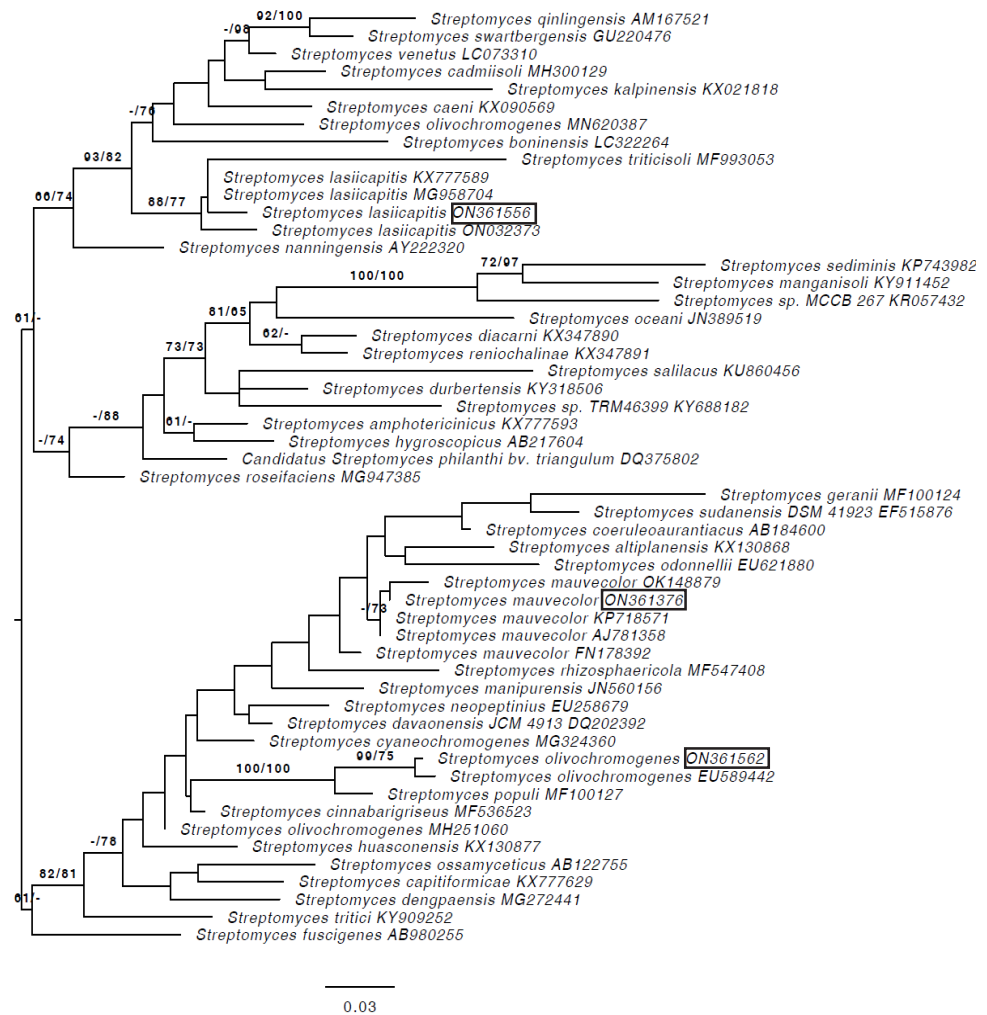 92/100
Streptomyces qinlingensis AM167521
-/98
Streptomyces swartbergensis GU220476
Streptomyces venetus LC073310
Streptomyces cadmiisoli MH300129
Streptomyces kalpinensis KX021818
-/76
Streptomyces caeni KX090569
Streptomyces olivochromogenes MN620387
Streptomyces boninensis LC322264
93/82
Streptomyces triticisoli MF993053
Streptomyces lasiicapitis KX777589
66/74
Streptomyces lasiicapitis MG958704
88/77
Streptomyces lasiicapitis ON361556
Streptomyces lasiicapitis ON032373
Streptomyces nanningensis AY222320
72/97
Streptomyces sediminis KP743982
100/100
Streptomyces manganisoli KY911452
Streptomyces sp. MCCB 267 KR057432
81/65
61/-
Streptomyces oceani JN389519
62/-
Streptomyces diacarni KX347890
73/73
Streptomyces reniochalinae KX347891
Streptomyces salilacus KU860456
Streptomyces durbertensis KY318506
Streptomyces sp. TRM46399 KY688182
-/88
61/-
Streptomyces amphotericinicus KX777593
-/74
Streptomyces hygroscopicus AB217604
Candidatus Streptomyces philanthi bv. triangulum DQ375802
Streptomyces roseifaciens MG947385
Streptomyces geranii MF100124
Streptomyces sudanensis DSM 41923 EF515876
Streptomyces coeruleoaurantiacus AB184600
Streptomyces altiplanensis KX130868
Streptomyces odonnellii EU621880
Streptomyces mauvecolor OK148879
-/73
Streptomyces mauvecolor ON361376
Streptomyces mauvecolor KP718571
Streptomyces mauvecolor AJ781358
Streptomyces mauvecolor FN178392
Streptomyces rhizosphaericola MF547408
Streptomyces manipurensis JN560156
Streptomyces neopeptinius EU258679
Streptomyces davaonensis JCM 4913 DQ202392
Streptomyces cyaneochromogenes MG324360
99/75
Streptomyces olivochromogenes ON361562
100/100
Streptomyces olivochromogenes EU589442
Streptomyces populi MF100127
Streptomyces cinnabarigriseus MF536523
Streptomyces olivochromogenes MH251060
-/78
Streptomyces huasconensis KX130877
Streptomyces ossamyceticus AB122755
82/81
Streptomyces capitiformicae KX777629
61/-
Streptomyces dengpaensis MG272441
Streptomyces tritici KY909252
Streptomyces fuscigenes AB980255
0.03